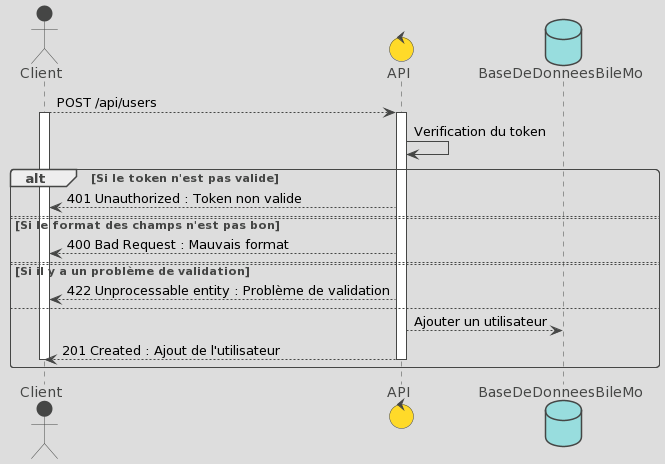 Client
API
BaseDeDonneesBileMo
POST /api/users
Verification du token
alt
[Si le token n'est pas valide]
401 Unauthorized : Token non valide
[Si le format des champs n'est pas bon]
400 Bad Request : Mauvais format
[Si il y a un problème de validation]
422 Unprocessable entity : Problème de validation
Ajouter un utilisateur
201 Created : Ajout de l'utilisateur
Client
API
BaseDeDonneesBileMo